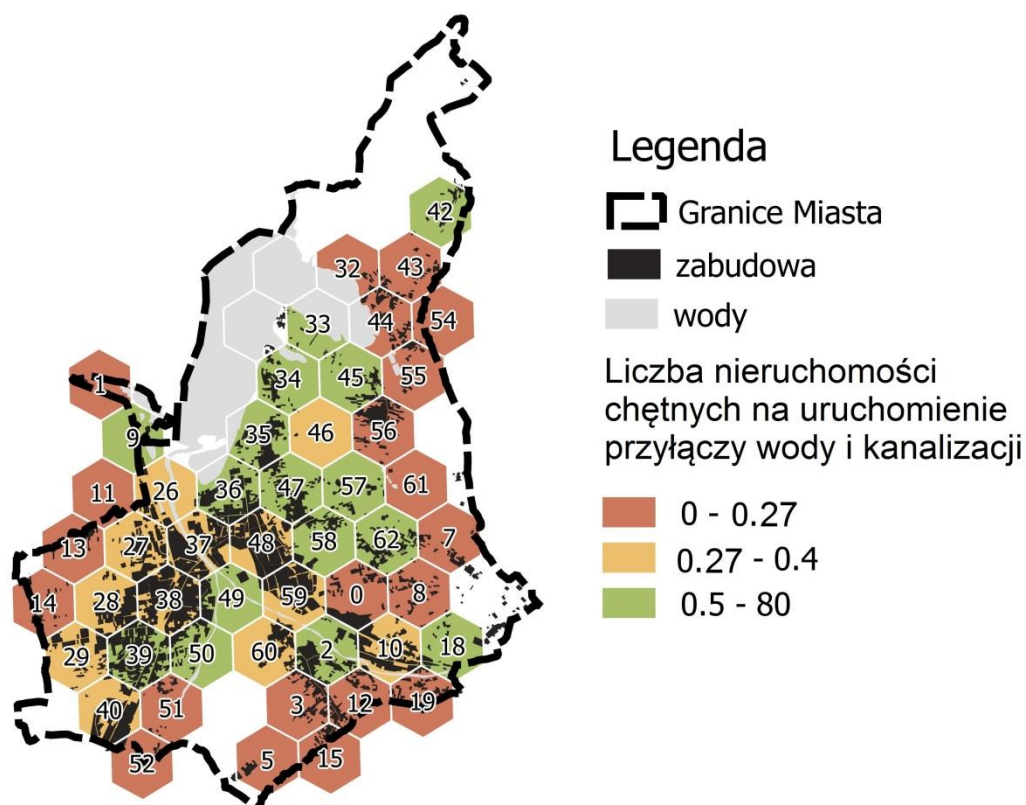 Legenda
Granice Miasta
zabudowa
wody
Liczba nieruchomości
chętnych na uruchomienie
przyłączy wody i kanalizacji
0 - 0.27
0.27 - 0.4
0.5 - 80
42
32 43
33 44 54
1 34 45 55
9 35 46 56
11 26 36 47 57 61
13 27 37 48 58 62 7
14 28 38 49 59 0 8
29 39 50 60 2 10 18
40 51 3 12 19
52 5 15